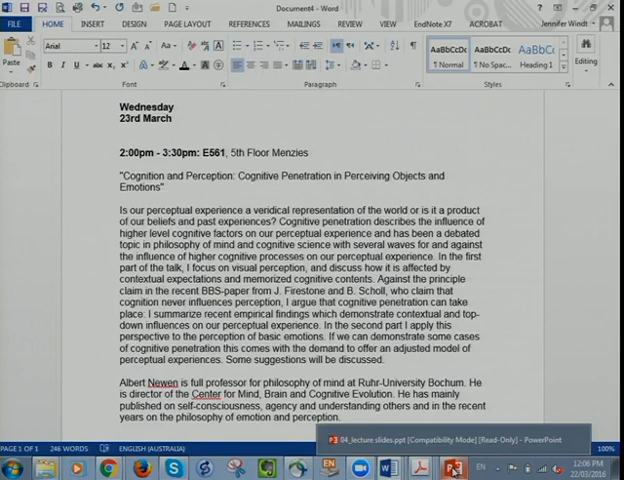 Document4 - Word
FILE HOME INSERT DESIGN PAGE LAYOUT REFERENCES MAILINGS REVIEW VIEW EndNote X7 ACROBAT Jennifer Windt
Paste Arial 12 AaBbCcDc AaBbCcDc AaBbC Editing
¶ Normal ¶ No Spac... Heading 1
Clipboard Font Paragraph Styles
Wednesday
23rd March
2:00pm - 3:30pm: E561, 5th Floor Menzies
"Cognition and Perception: Cognitive Penetration in Perceiving Objects and
Emotions"
Is our perceptual experience a veridical representation of the world or is it a product
of our beliefs and past experiences? Cognitive penetration describes the influence of
higher level cognitive factors on our perceptual experience and has been a debated
topic in philosophy of mind and cognitive science with several waves for and against
the influence of higher cognitive processes on our perceptual experience. In the first
part of the talk, I focus on visual perception, and discuss how it is affected by
contextual expectations and memorized cognitive contents. Against the principle
claim in the recent BBS-paper from J. Firestone and B. Scholl, who claim that
cognition never influences perception, I argue that cognitive penetration can take
place: I summarize recent empirical findings which demonstrate contextual and top-
down influences on our perceptual experience. In the second part I apply this
perspective to the perception of basic emotions. If we can demonstrate some cases
of cognitive penetration this comes with the demand to offer an adjusted model of
perceptual experiences. Some suggestions will be discussed.
Albert Newen is full professor for philosophy of mind at Ruhr-University Bochum. He
is director of the Center for Mind, Brain and Cognitive Evolution. He has mainly
published on self-consciousness, agency and understanding others and in the recent
years on the philosophy of emotion and perception.
04_lecture slides.ppt [Compatibility Mode] [Read-Only] - PowerPoint
PAGE 1 OF 1 246 WORDS ENGLISH (AUSTRALIA) 100%
EN 12:06 PM
22/03/2016